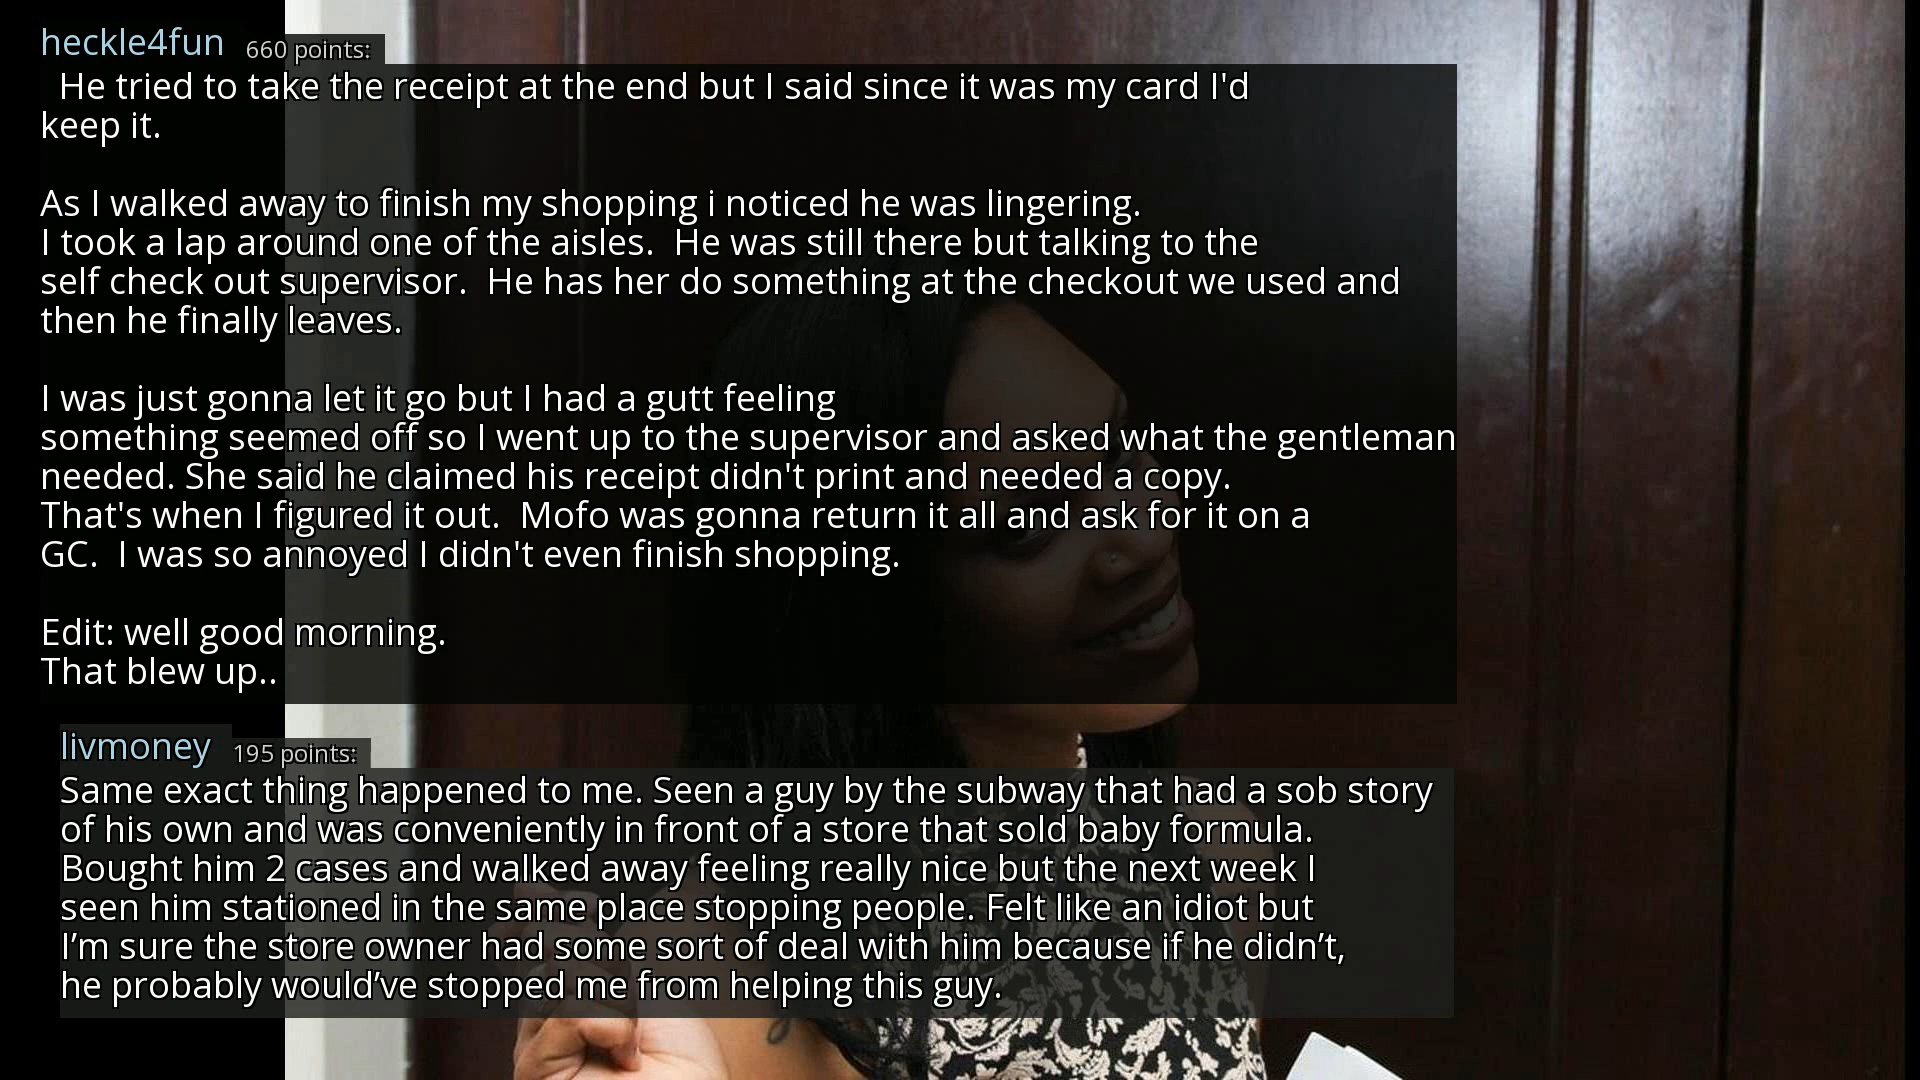 heckle4fun 660 points:
He tried to take the receipt at the end but I said since it was my card I'd
keep it.
As I walked away to finish my shopping i noticed he was lingering.
I took a lap around one of the aisles.  He was still there but talking to the
self check out supervisor.  He has her do something at the checkout we used and
then he finally leaves.
I was just gonna let it go but I had a gutt feeling
something seemed off so I went up to the supervisor and asked what the gentleman
needed. She said he claimed his receipt didn't print and needed a copy.
That's when I figured it out.  Mofo was gonna return it all and ask for it on a
GC.  I was so annoyed I didn't even finish shopping.
Edit: well good morning.
That blew up..
livmoney 195 points:
Same exact thing happened to me. Seen a guy by the subway that had a sob story
of his own and was conveniently in front of a store that sold baby formula.
Bought him 2 cases and walked away feeling really nice but the next week I
seen him stationed in the same place stopping people. Felt like an idiot but
I’m sure the store owner had some sort of deal with him because if he didn’t,
he probably would’ve stopped me from helping this guy.